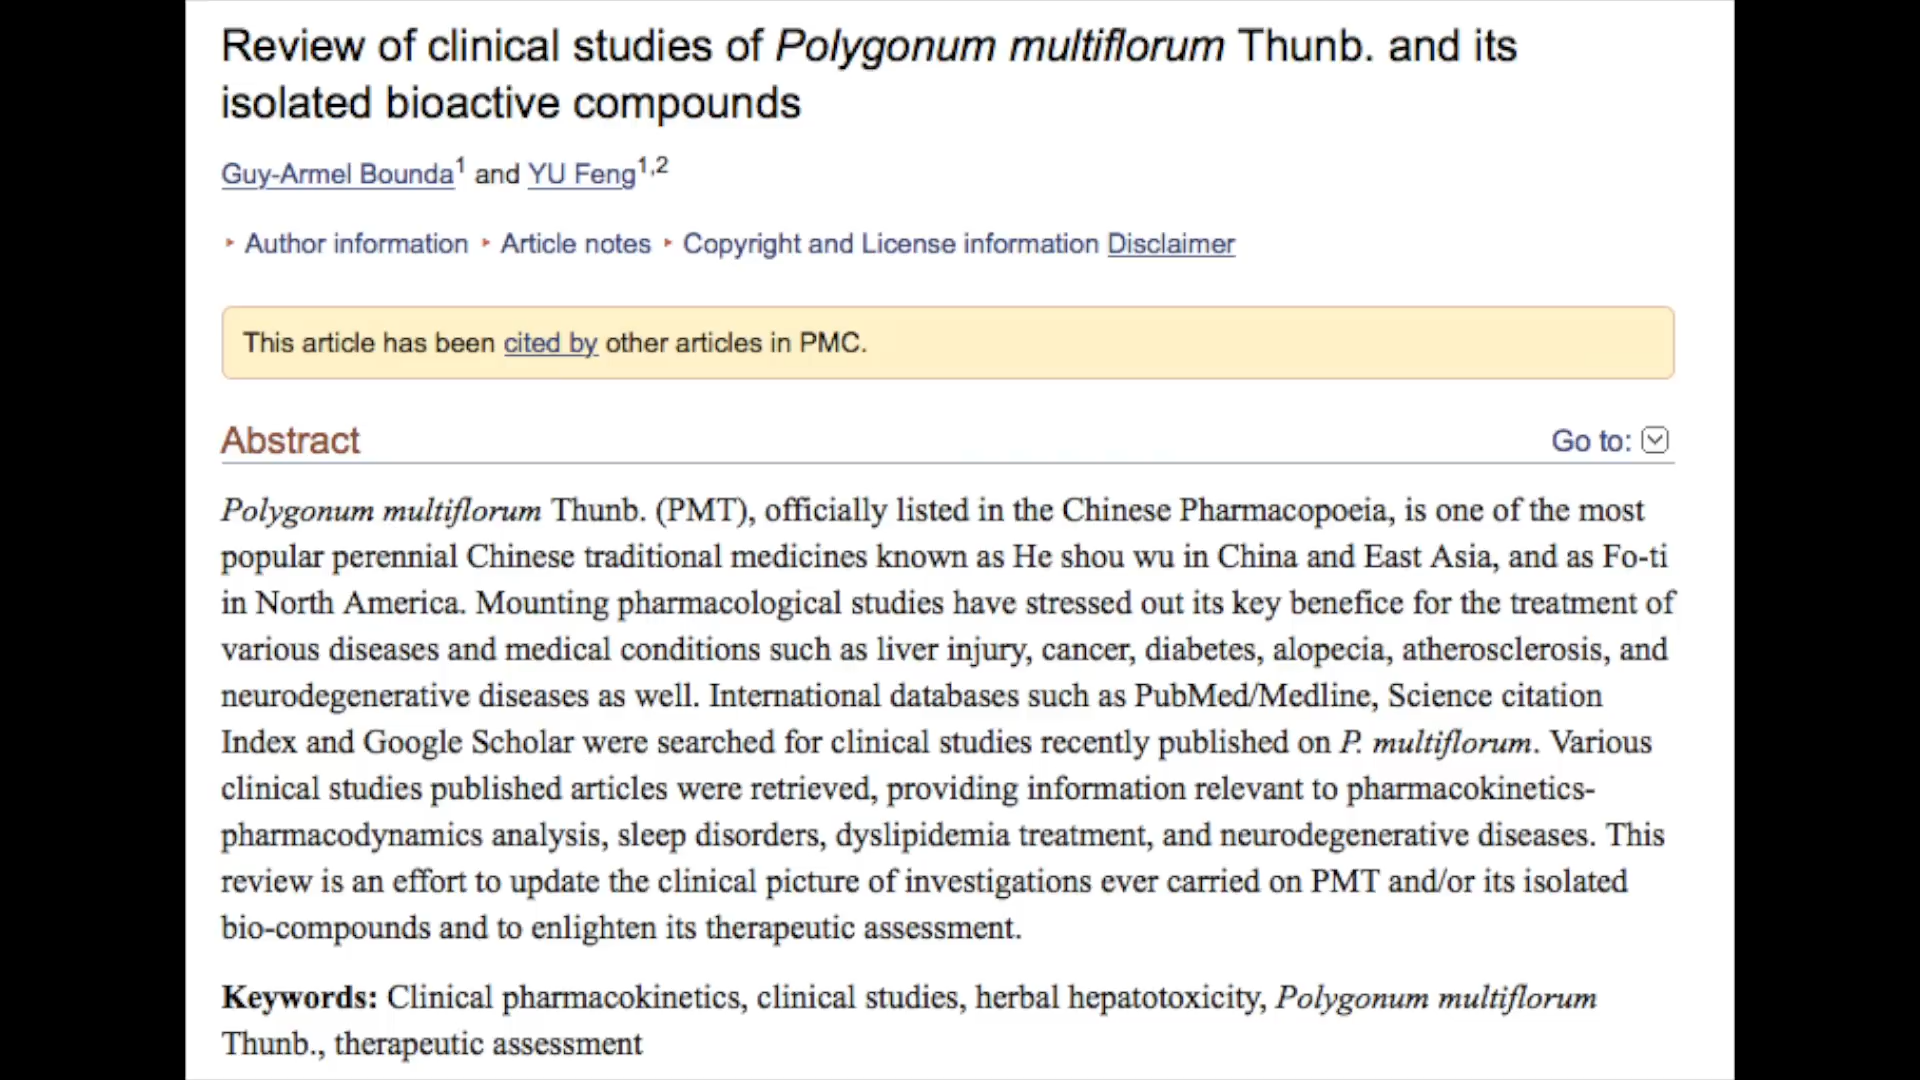 Review of clinical studies of Polygonum multiflorum Thunb. and its
isolated bioactive compounds
Guy-Armel Bounda1 and YU Feng1,2
▸ Author information ▸ Article notes ▸ Copyright and License information Disclaimer
This article has been cited by other articles in PMC.
Abstract
Go to:
Polygonum multiflorum Thunb. (PMT), officially listed in the Chinese Pharmacopoeia, is one of the most
popular perennial Chinese traditional medicines known as He shou wu in China and East Asia, and as Fo-ti
in North America. Mounting pharmacological studies have stressed out its key benefice for the treatment of
various diseases and medical conditions such as liver injury, cancer, diabetes, alopecia, atherosclerosis, and
neurodegenerative diseases as well. International databases such as PubMed/Medline, Science citation
Index and Google Scholar were searched for clinical studies recently published on P. multiflorum. Various
clinical studies published articles were retrieved, providing information relevant to pharmacokinetics-
pharmacodynamics analysis, sleep disorders, dyslipidemia treatment, and neurodegenerative diseases. This
review is an effort to update the clinical picture of investigations ever carried on PMT and/or its isolated
bio-compounds and to enlighten its therapeutic assessment.
Keywords: Clinical pharmacokinetics, clinical studies, herbal hepatotoxicity, Polygonum multiflorum
Thunb., therapeutic assessment